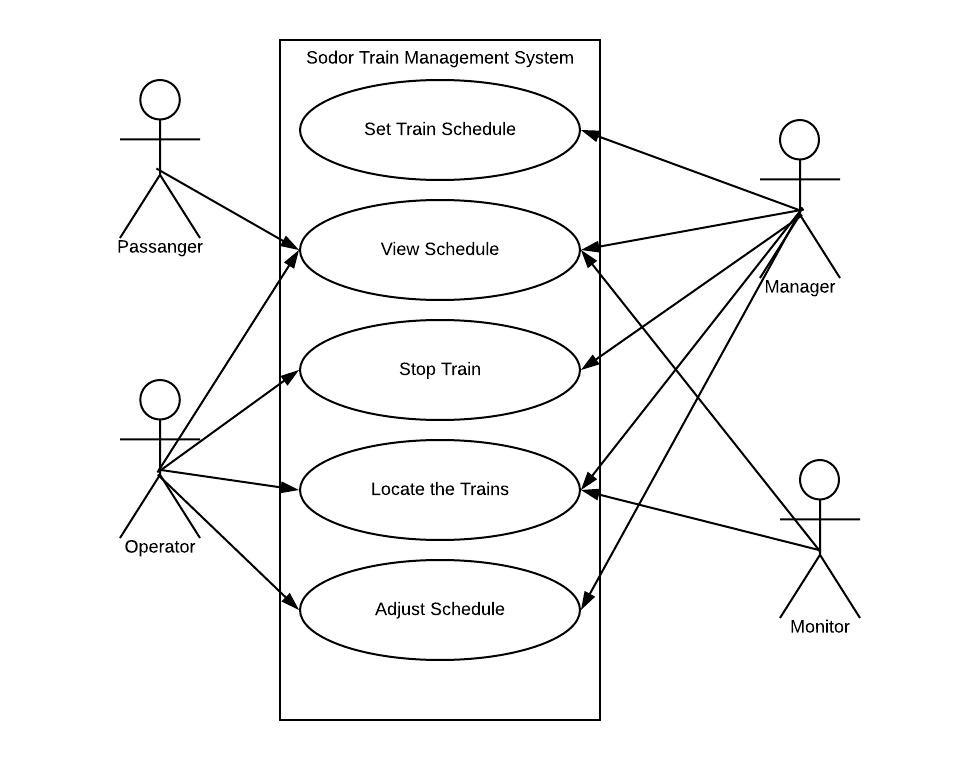 Sodor Train Management System
Set Train Schedule
View Schedule
Passanger
Manager
Stop Train
Locate the Trains
Operator
Adjust Schedule
Monitor